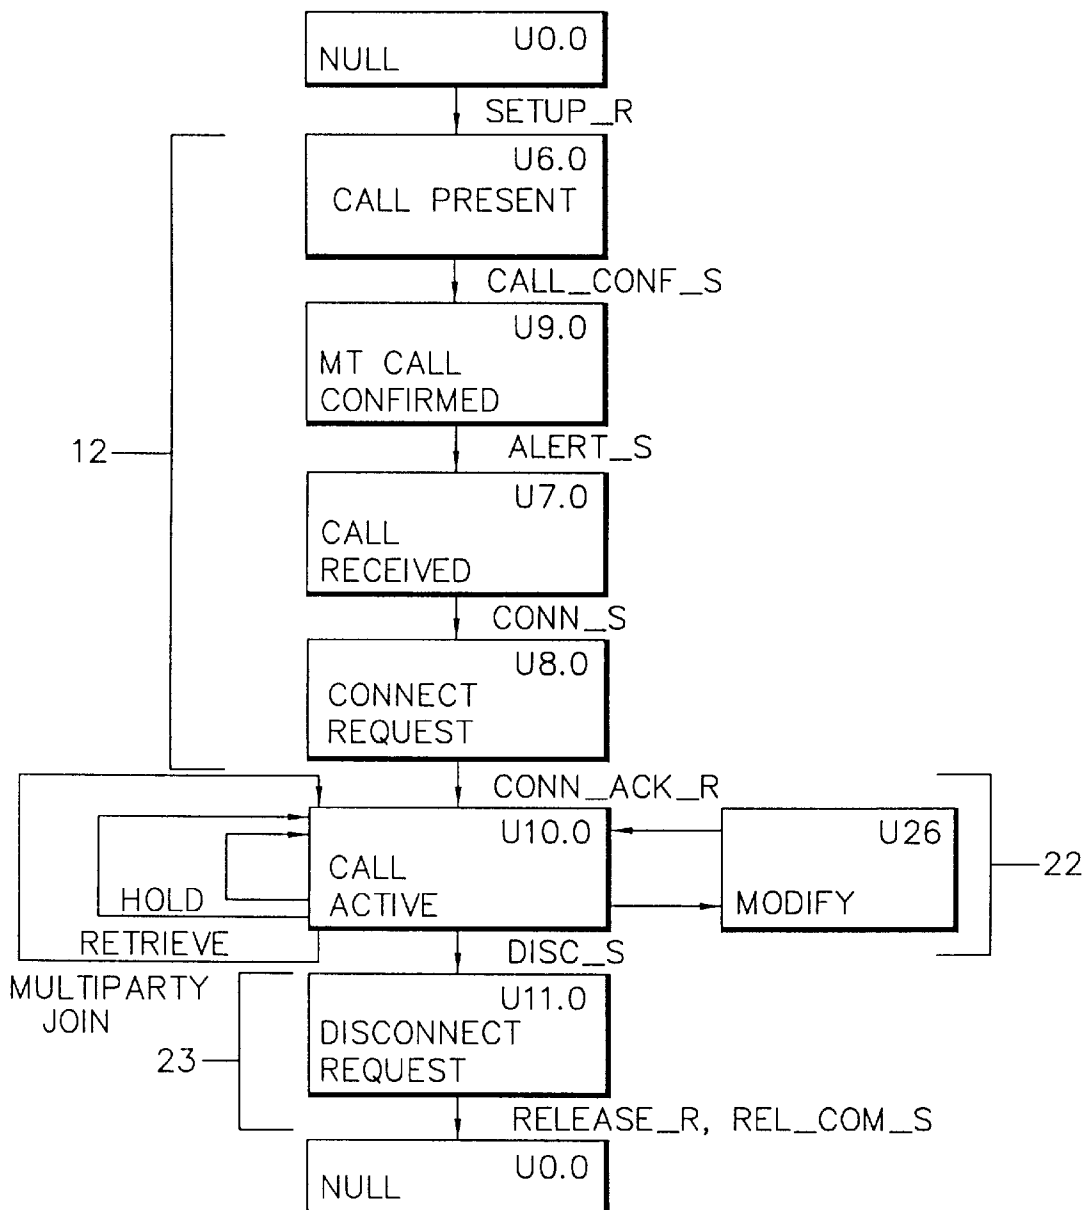 U0.0
NULL
SETUP_R
U6.0
CALL PRESENT
CALL_CONF_S
U9.0
MT CALL
CONFIRMED
12
ALERT_S
U7.0
CALL
RECEIVED
CONN_S
U8.0
CONNECT
REQUEST
CONN_ACK_R
U10.0
CALL
ACTIVE
U26
MODIFY
22
HOLD
RETRIEVE
MULTIPARTY
JOIN
DISC_S
U11.0
DISCONNECT
REQUEST
23
RELEASE_R, REL_COM_S
U0.0
NULL